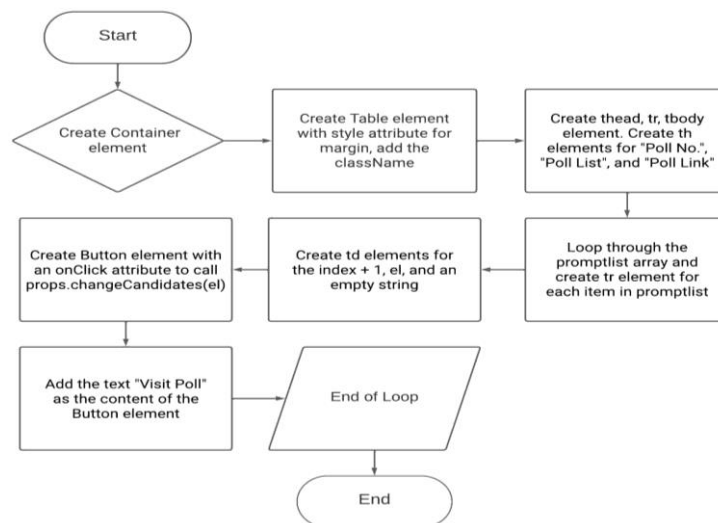 Start
Create Container
element
Create Table element
with style attribute for
margin, add the
className
Create thead, tr, tbody
element. Create th
elements for "Poll No.",
"Poll List", and "Poll Link"
Loop through the
promptlist array and
create tr element for
each item in promptlist
Create td elements for
the index + 1, el, and an
empty string
Create Button element with
an onClick attribute to call
props.changeCandidates(el)
Add the text "Visit Poll"
as the content of the
Button element
End of Loop
End